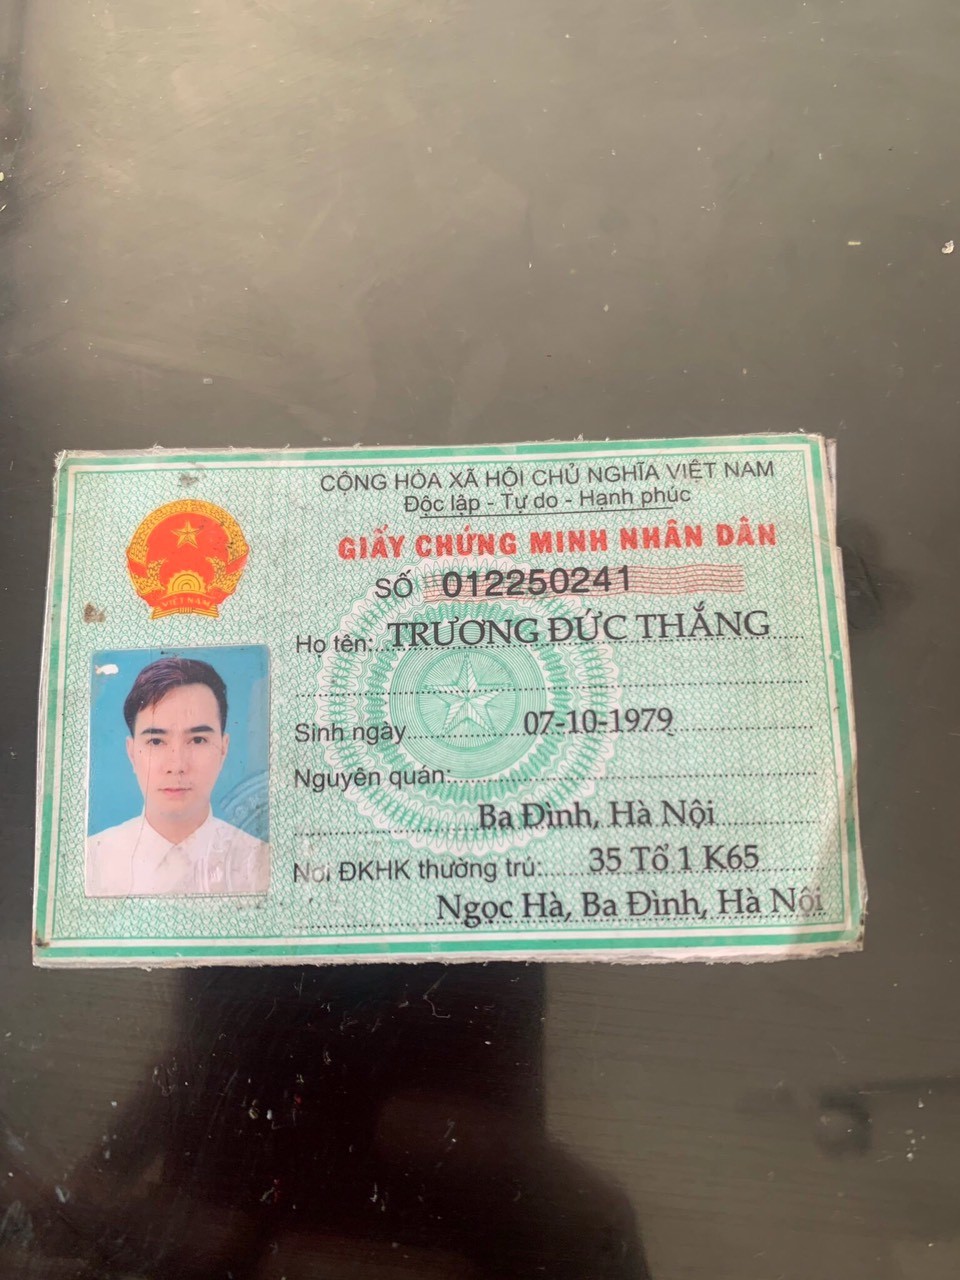 CỘNG HÒA XÃ HỘI CHỦ NGHĨA VIỆT NAM
Độc lập - Tự do - Hạnh phúc
GIẤY CHỨNG MINH NHÂN DÂN
SỐ 012250241
Họ tên: TRƯƠNG ĐỨC THẮNG
Sinh ngày 07-10-1979
Nguyên quán:
Ba Đình, Hà Nội
Nơi ĐKHK thường trú: 35 Tổ 1 K65
Ngọc Hà, Ba Đình, Hà Nội
VIỆT NAM